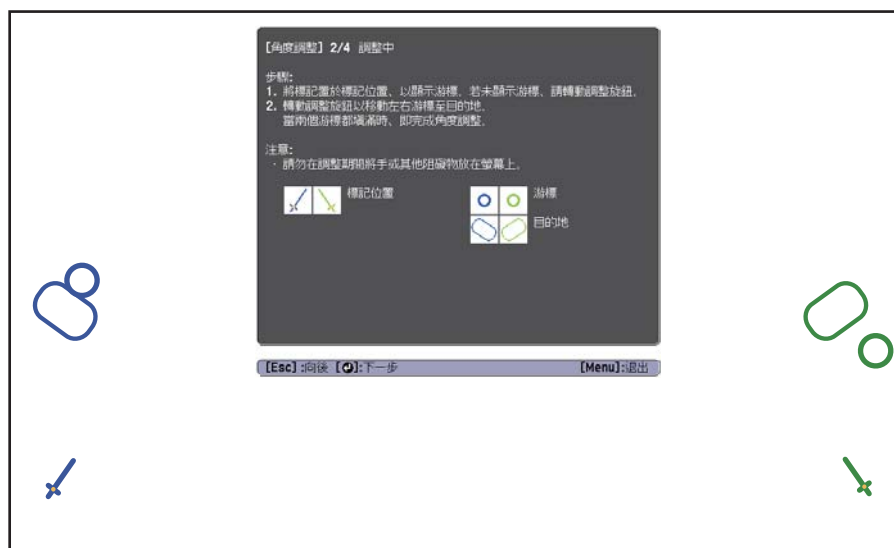 [角度調整] 2/4 調整中
步驟:
1. 將標記置於標記位置、以顯示游標。若未顯示游標、請轉動調整旋鈕。
2. 轉動調整旋鈕以移動左右游標至目的地。
當兩個游標都填滿時、即完成角度調整。
注意:
· 請勿在調整期間將手或其他阻礙物放在螢幕上。
標記位置
游標
目的地
[Esc] :向後 [↵]:下一步 [Menu]:退出